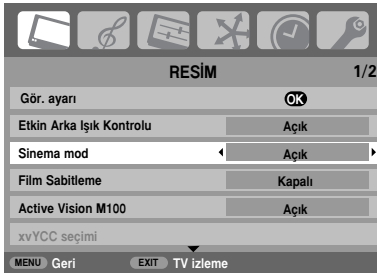 RESİM 1/2
Gör. ayarı OK
Etkin Arka Işık Kontrolu Açık
Sinema mod Açık
Film Sabitleme Kapalı
Active Vision M100 Açık
xvYCC seçimi
MENU Geri EXIT TV izleme